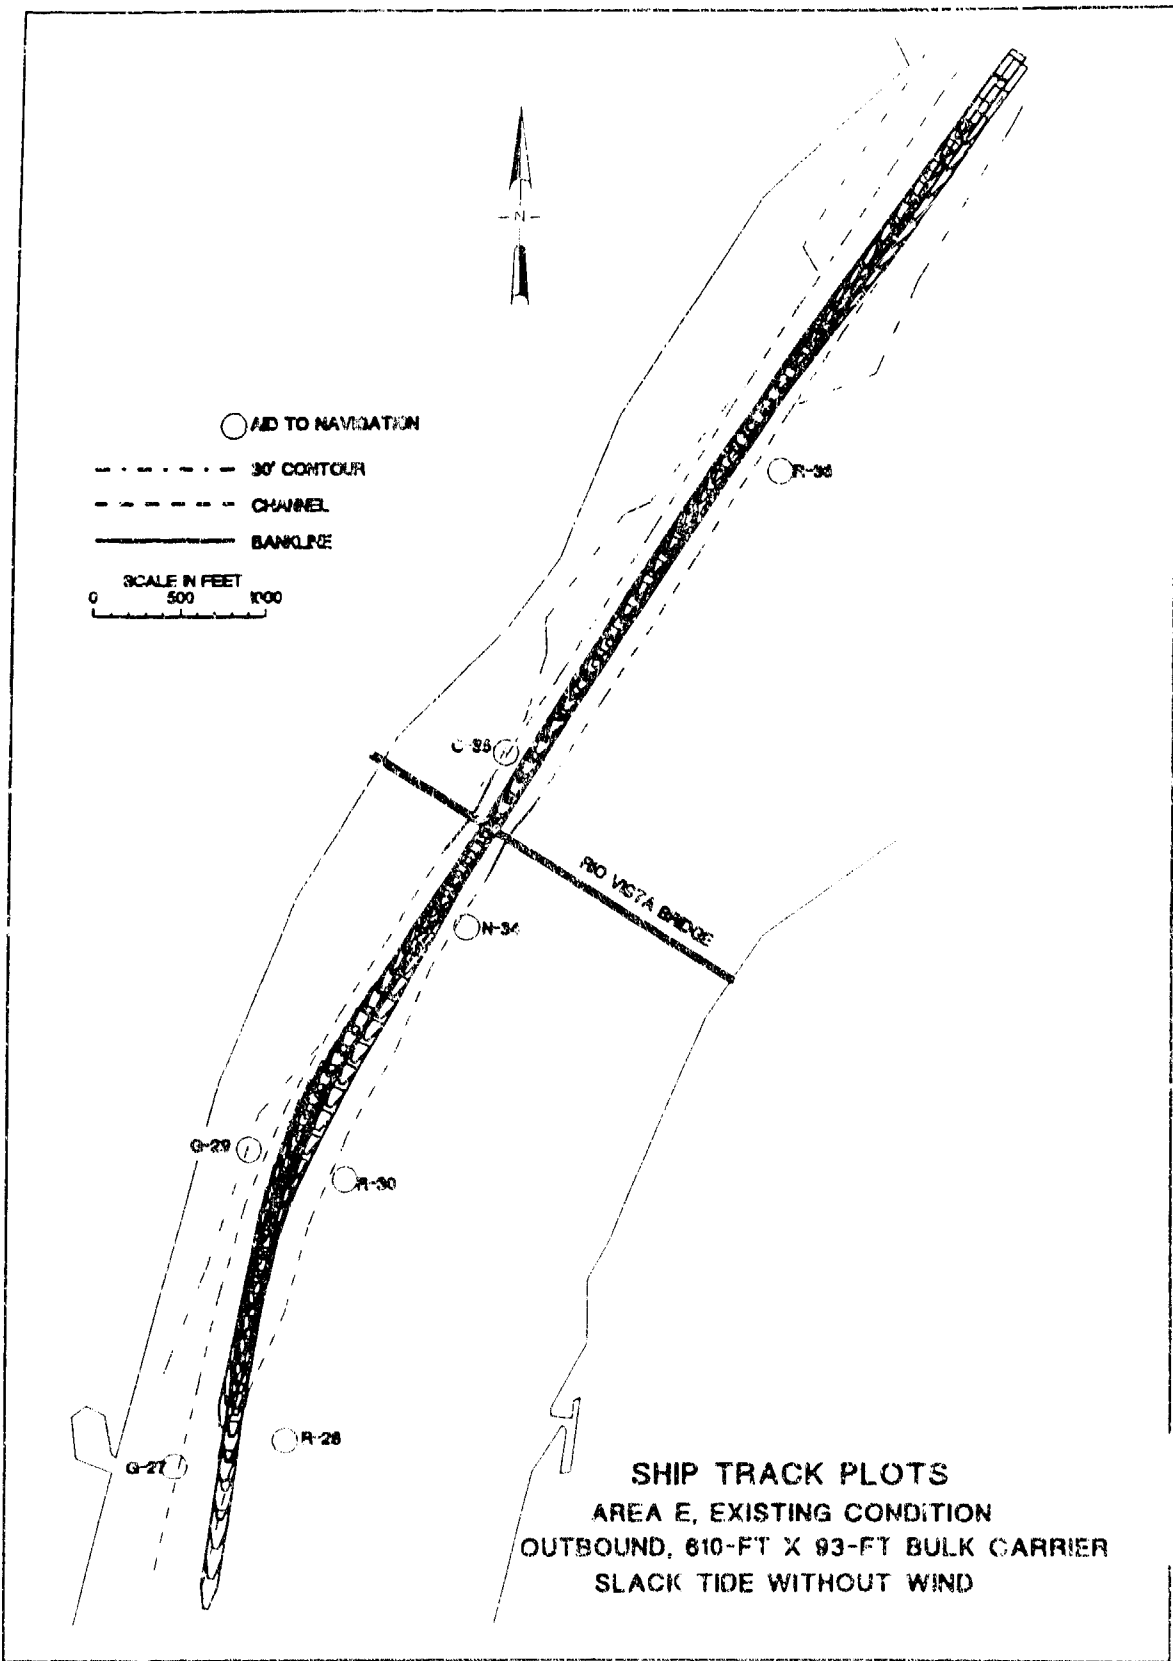 -N-
AID TO NAVIGATION
30' CONTOUR
CHANNEL
BANKLINE
SCALE IN FEET
0 500 1000
R-36
RIO VISTA BRIDGE
N-34
G-29
R-30
R-28
G-27
SHIP TRACK PLOTS
AREA E, EXISTING CONDITION
OUTBOUND, 610-FT X 93-FT BULK CARRIER
SLACK TIDE WITHOUT WIND